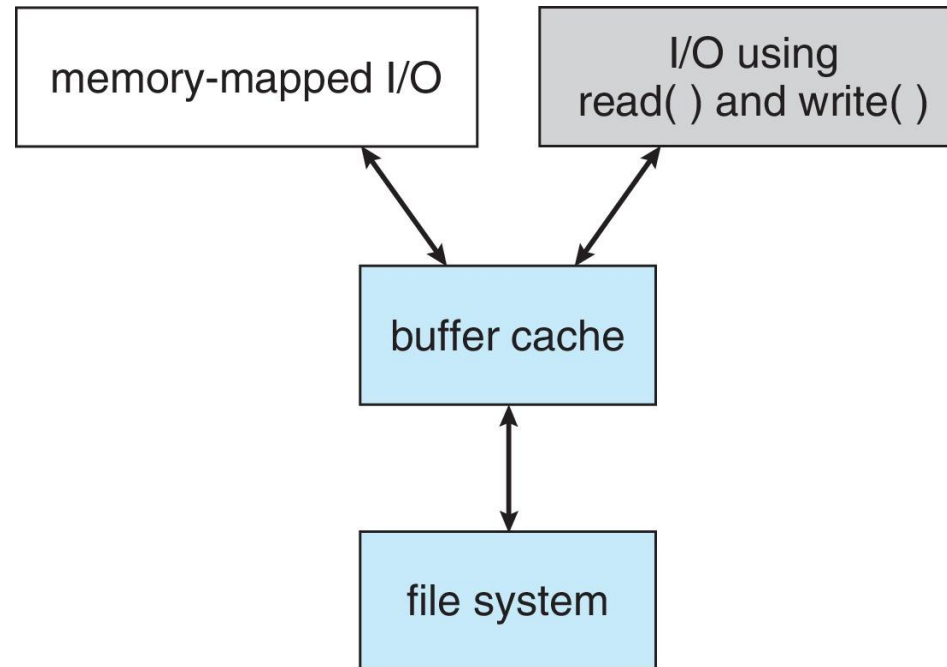 memory-mapped I/O
I/O using
read( ) and write( )
buffer cache
file system